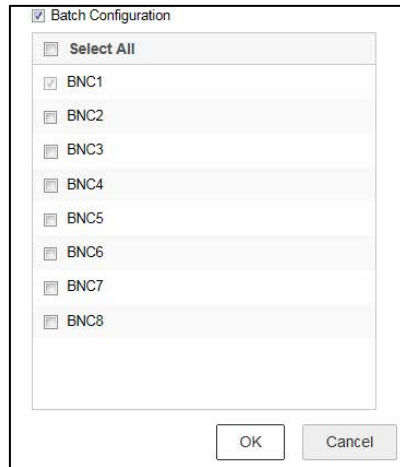 Batch Configuration
Select All
BNC1
BNC2
BNC3
BNC4
BNC5
BNC6
BNC7
BNC8
OK Cancel